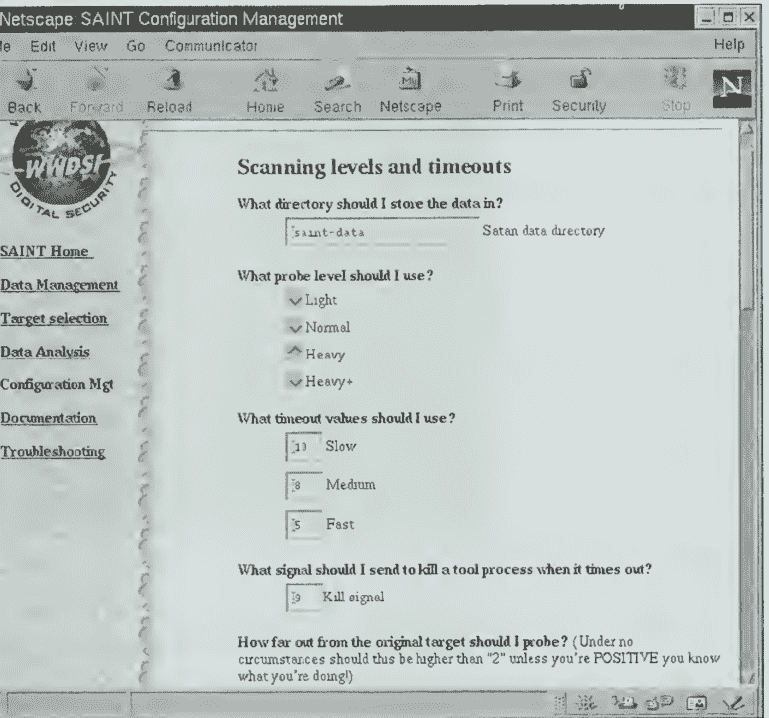 Netscape: SAINT Configuration Management
le Edit View Go Communicator Help
Back Forward Reload Home Search Netscape Print Security Stop
My
N
WWDSI
DIGITAL SECURITY
SAINT Home
Data Management
Target selection
Data Analysis
Configuration Mgt
Documentation
Troubleshooting
Scanning levels and timeouts
What directory should I store the data in?
saint-data Satan data directory
What probe level should I use?
Light
Normal
Heavy
Heavy+
What timeout values should I use?
Slow
8 Medium
5 Fast
What signal should I send to kill a tool process when it times out?
9 Kill signal
How far out from the original target should I probe? (Under no
circumstances should this be higher than "2" unless you're POSITIVE you know
what you're doing!)